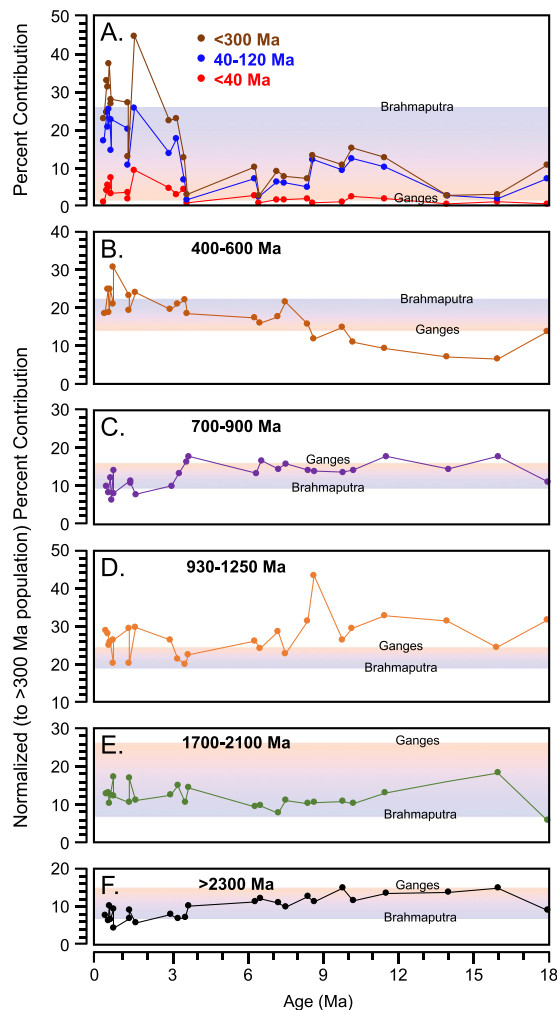 A.
<300 Ma
40-120 Ma
<40 Ma
Brahmaputra
Ganges
50
40
30
20
10
0
Percent Contribution
B.
400-600 Ma
Brahmaputra
Ganges
40
30
20
10
0
C.
700-900 Ma
Ganges
Brahmaputra
30
20
10
0
D.
930-1250 Ma
Ganges
Brahmaputra
50
40
30
20
10
E.
1700-2100 Ma
Ganges
Brahmaputra
30
20
10
0
F.
>2300 Ma
Ganges
Brahmaputra
20
10
0
Normalized (to >300 Ma population) Percent Contribution
0 3 6 9 12 15 18
Age (Ma)